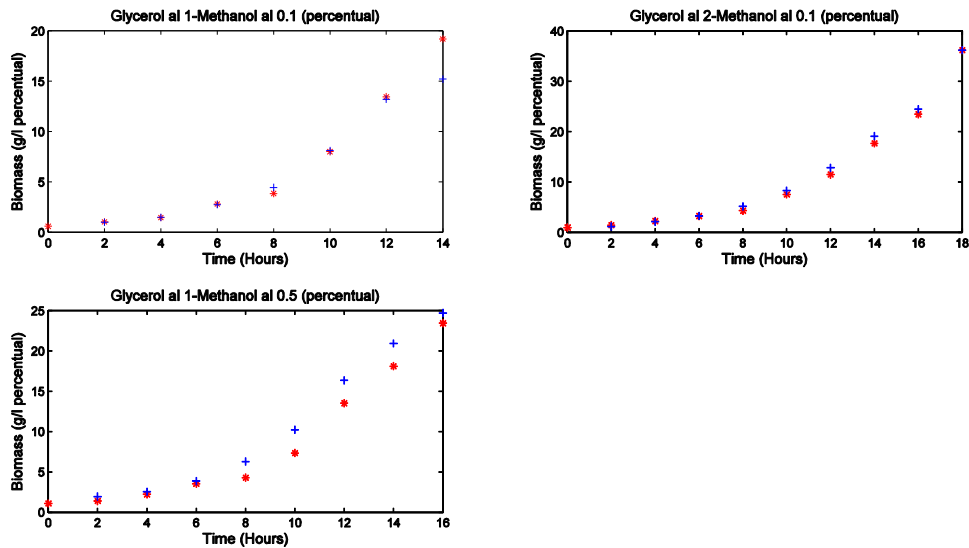 Glycerol al 1-Methanol al 0.1 (percentual)
20
15
10
5
0
Biomass (g/l percentual)
0 2 4 6 8 10 12 14
Time (Hours)
Glycerol al 2-Methanol al 0.1 (percentual)
40
30
20
10
0
Biomass (g/l percentual)
0 2 4 6 8 10 12 14 16 18
Time (Hours)
Glycerol al 1-Methanol al 0.5 (percentual)
25
20
15
10
5
0
Biomass (g/l percentual)
0 2 4 6 8 10 12 14 16
Time (Hours)